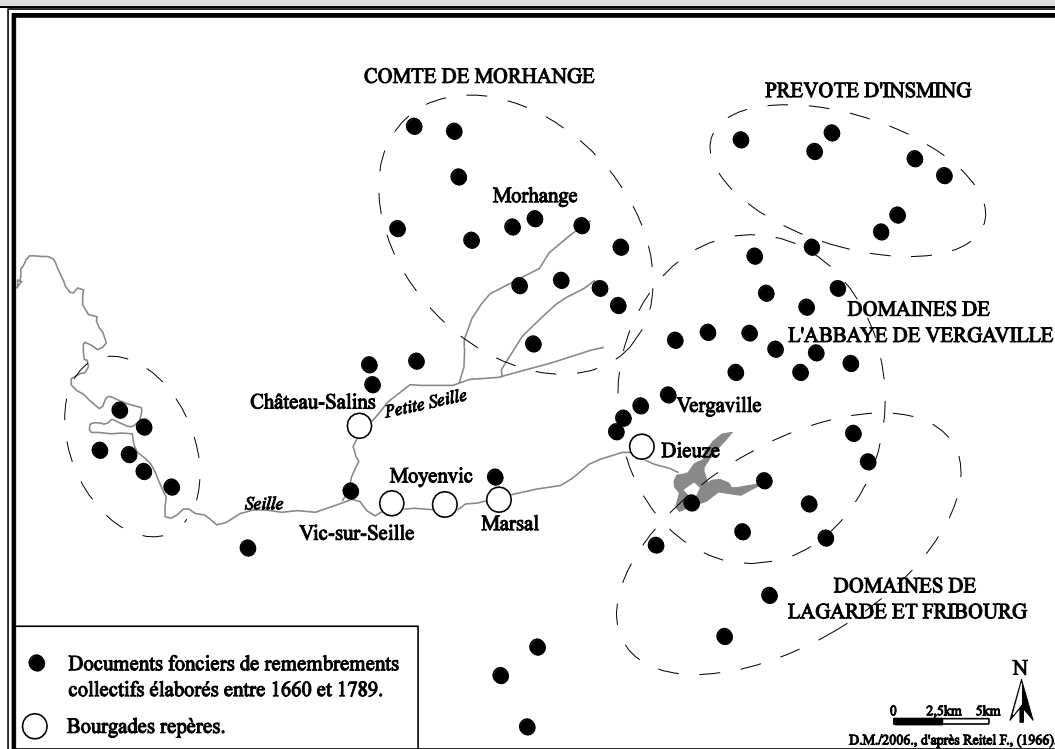 COMTE DE MORHANGE
PREVOTE D'INSMING
Morhange
DOMAINES DE
L'ABBAYE DE VERGAVILLE
Château-Salins
Petite Seille
Vergaville
Dieuze
Moyenvic
Seille
Marsal
Vic-sur-Seille
DOMAINES DE
LAGARDE ET FRIBOURG
Documents fonciers de remembrements
collectifs élaborés entre 1660 et 1789.
Bourgades repères.
N
0 2,5km 5km
D.M./2006., d'après Reitel F., (1966).